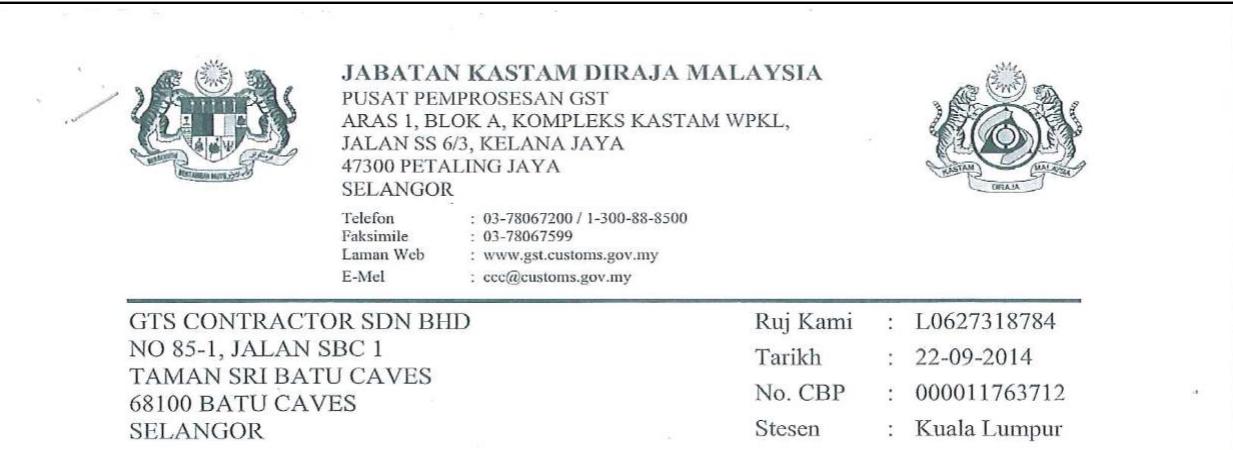 JABATAN KASTAM DIRAJA MALAYSIA
PUSAT PEMPROSESAN GST
ARAS 1, BLOK A, KOMPLEKS KASTAM WPKL,
JALAN SS 6/3, KELANA JAYA
47300 PETALING JAYA
SELANGOR
Telefon : 03-78067200 / 1-300-88-8500
Faksimile : 03-78067599
Laman Web : www.gst.customs.gov.my
E-Mel : ccc@customs.gov.my
KASTAM DIRAJA MALAYSIA
GTS CONTRACTOR SDN BHD
NO 85-1, JALAN SBC 1
TAMAN SRI BATU CAVES
68100 BATU CAVES
SELANGOR
Ruj Kami : L0627318784
Tarikh : 22-09-2014
No. CBP : 000011763712
Stesen : Kuala Lumpur